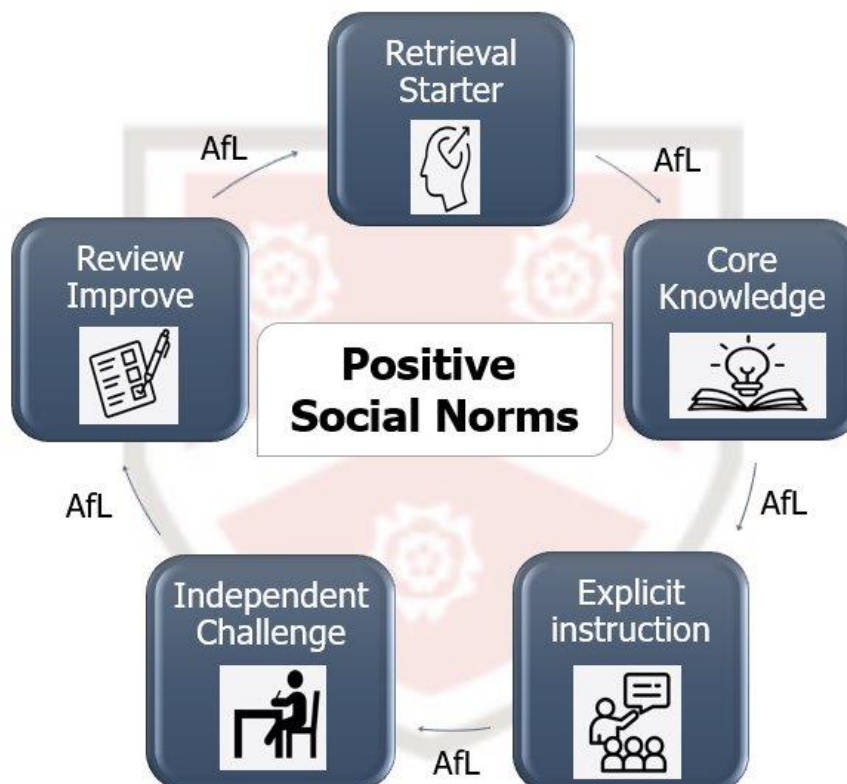 Retrieval
Starter
AfL
AfL
Core
Knowledge
AfL
Explicit
instruction
AfL
Independent
Challenge
AfL
Review
Improve
Positive
Social Norms